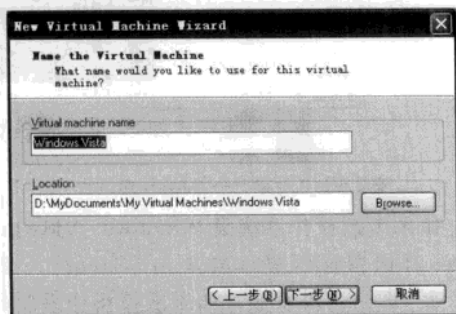 New Virtual Machine Wizard
Name the Virtual Machine
What name would you like to use for this virtual
machine?
Virtual machine name
Windows Vista
Location
D:\MyDocuments\My Virtual Machines\Windows Vista
Browse...
< 上一步(B) 下一步(N) > 取消